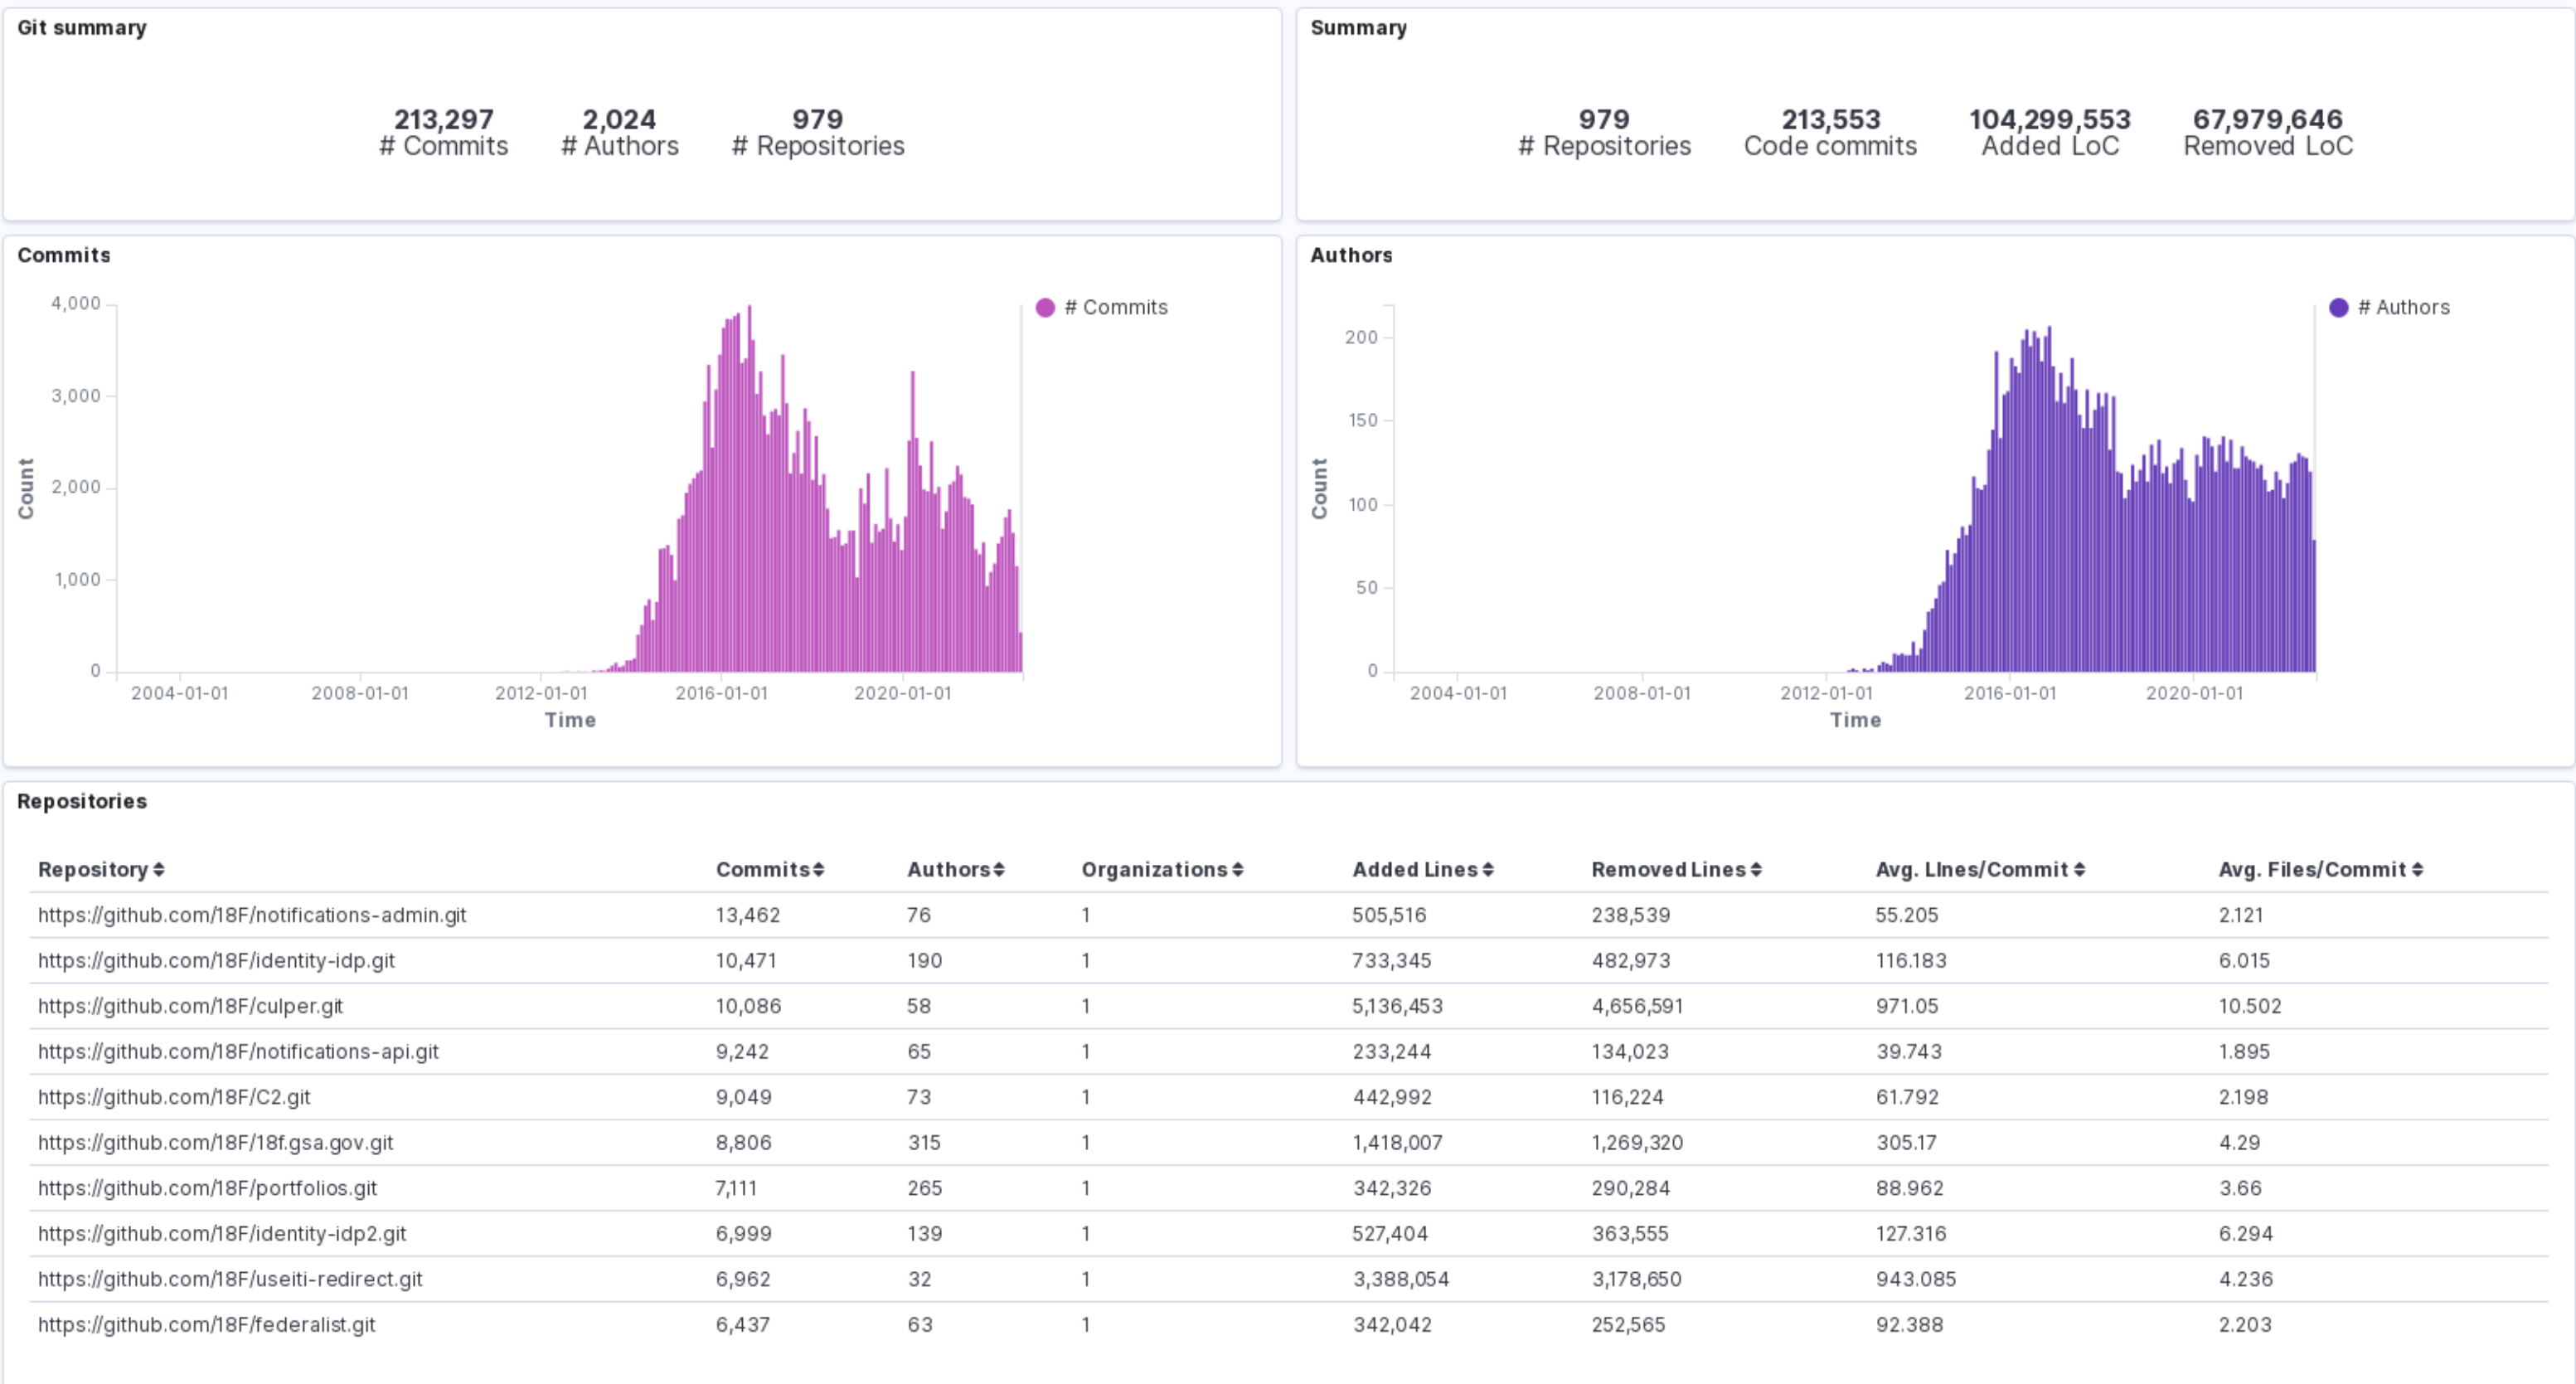 Git summary
213,297 2,024 979
# Commits # Authors # Repositories
Summary
979 213,553 104,299,553 67,979,646
# Repositories Code commits Added LoC Removed LoC
Commits
4,000
3,000
2,000
1,000
0
Count
2004-01-01 2008-01-01 2012-01-01 2016-01-01 2020-01-01
Time
# Commits
Authors
200
150
100
50
0
Count
2004-01-01 2008-01-01 2012-01-01 2016-01-01 2020-01-01
Time
# Authors
Repositories
Repository Commits Authors Organizations Added Lines Removed Lines Avg. LInes/Commit Avg. Files/Commit
https://github.com/18F/notifications-admin.git 13,462 76 1 505,516 238,539 55.205 2.121
https://github.com/18F/identity-idp.git 10,471 190 1 733,345 482,973 116.183 6.015
https://github.com/18F/culper.git 10,086 58 1 5,136,453 4,656,591 971.05 10.502
https://github.com/18F/notifications-api.git 9,242 65 1 233,244 134,023 39.743 1.895
https://github.com/18F/C2.git 9,049 73 1 442,992 116,224 61.792 2.198
https://github.com/18F/18f.gsa.gov.git 8,806 315 1 1,418,007 1,269,320 305.17 4.29
https://github.com/18F/portfolios.git 7,111 265 1 342,326 290,284 88.962 3.66
https://github.com/18F/identity-idp2.git 6,999 139 1 527,404 363,555 127.316 6.294
https://github.com/18F/useiti-redirect.git 6,962 32 1 3,388,054 3,178,650 943.085 4.236
https://github.com/18F/federalist.git 6,437 63 1 342,042 252,565 92.388 2.203